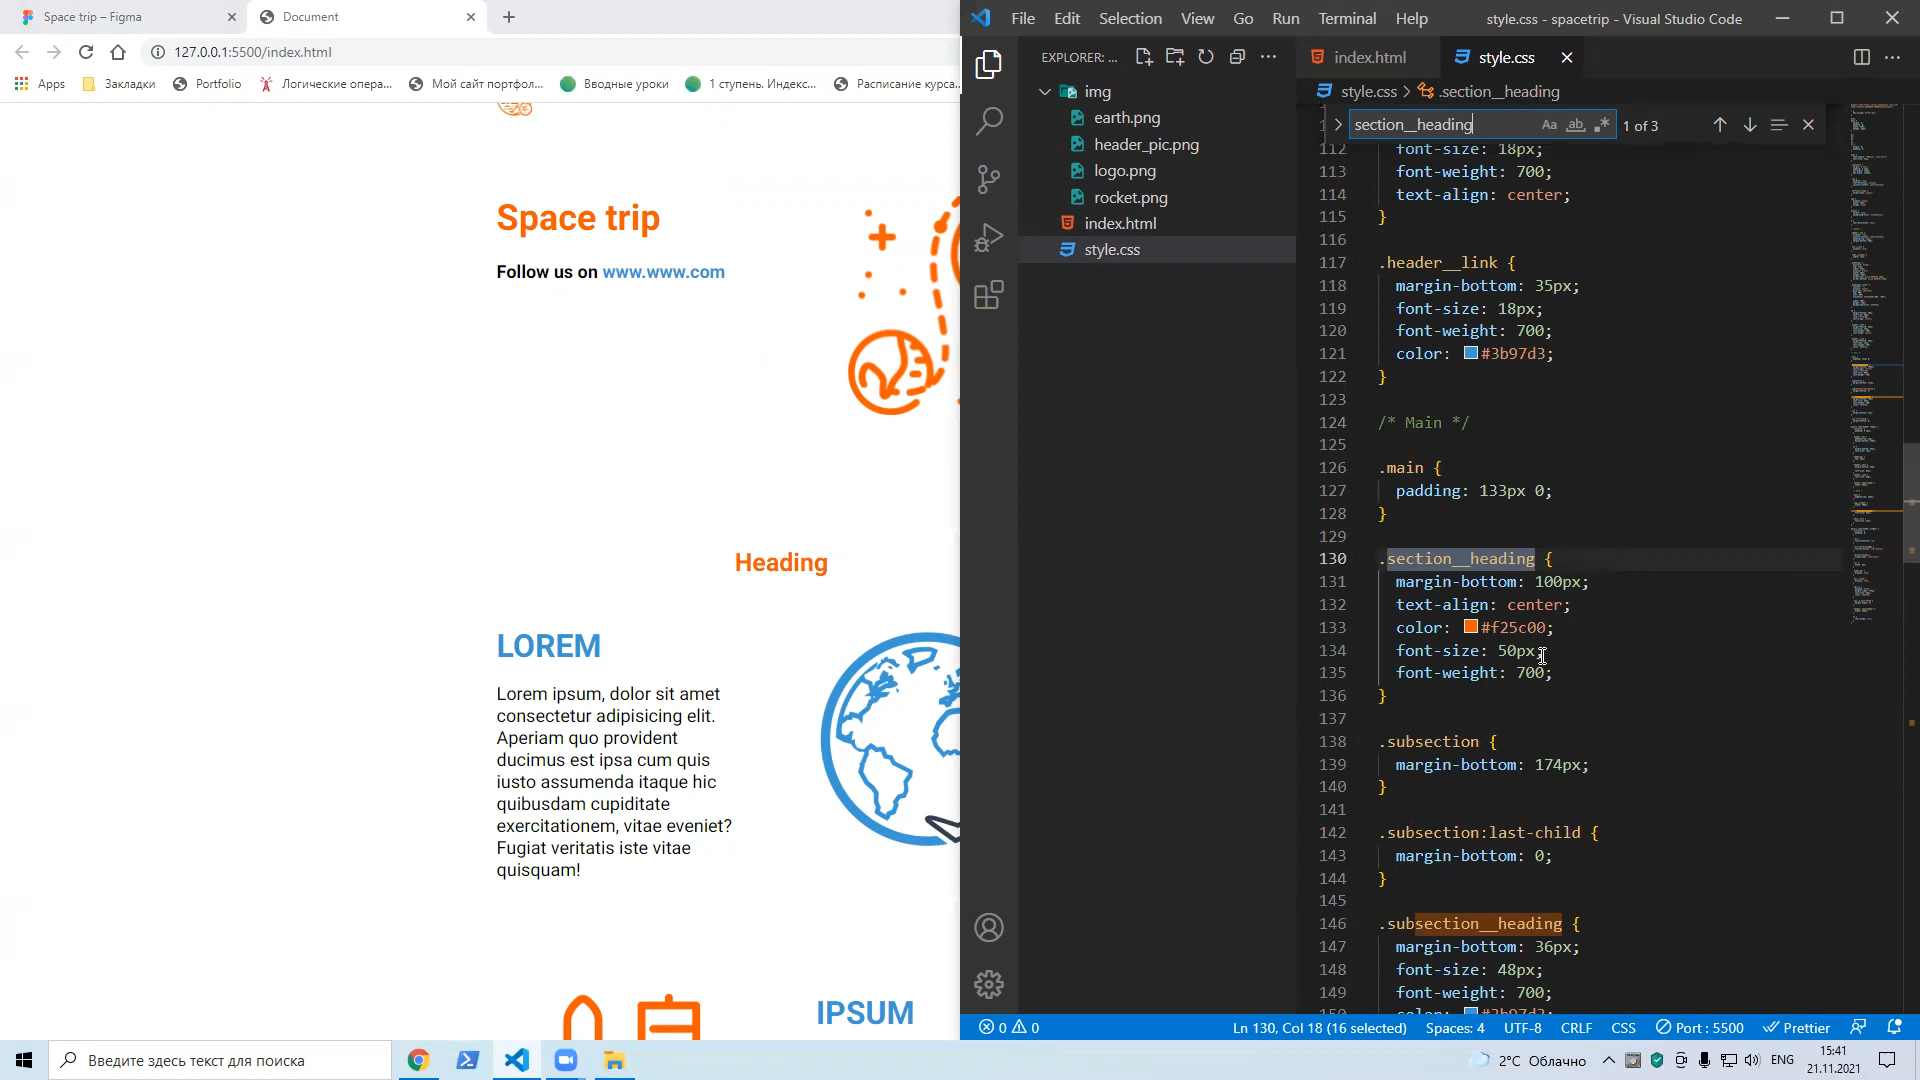 Space trip – Figma
Document
127.0.0.1:5500/index.html
Apps
Закладки
Portfolio
Логические опера...
Мой сайт портфол...
Вводные уроки
1 ступень. Индекс...
Расписание курса...
Space trip
Follow us on www.www.com
Heading
LOREM
Lorem ipsum, dolor sit amet
consectetur adipisicing elit.
Aperiam quo provident
ducimus est ipsa cum quis
iusto assumenda itaque hic
quibusdam cupiditate
exercitationem, vitae eveniet?
Fugiat veritatis iste vitae
quisquam!
IPSUM
File Edit Selection View Go Run Terminal Help
style.css - spacetrip - Visual Studio Code
EXPLORER: ...
img
earth.png
header_pic.png
logo.png
rocket.png
index.html
style.css
index.html
style.css
style.css > .section__heading
section__heading
Aa ab .*
1 of 3
112 font-size: 18px;
113 font-weight: 700;
114 text-align: center;
115 }
116
117 .header__link {
118 margin-bottom: 35px;
119 font-size: 18px;
120 font-weight: 700;
121 color: #3b97d3;
122 }
123
124 /* Main */
125
126 .main {
127 padding: 133px 0;
128 }
129
130 .section__heading {
131 margin-bottom: 100px;
132 text-align: center;
133 color: #f25c00;
134 font-size: 50px;
135 font-weight: 700;
136 }
137
138 .subsection {
139 margin-bottom: 174px;
140 }
141
142 .subsection:last-child {
143 margin-bottom: 0;
144 }
145
146 .subsection__heading {
147 margin-bottom: 36px;
148 font-size: 48px;
149 font-weight: 700;
0 0
Ln 130, Col 18 (16 selected)
Spaces: 4
UTF-8
CRLF
CSS
Port : 5500
Prettier
Введите здесь текст для поиска
2°C Облачно
ENG
15:41
21.11.2021